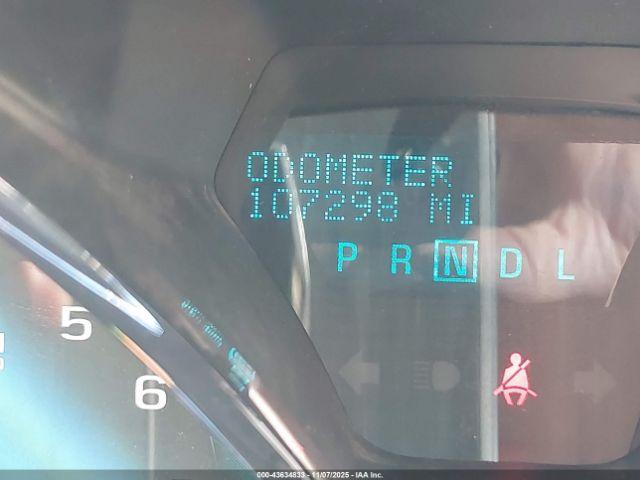 ODOMETER
107298 MI
P R N D L
5
6
000-43634833 - 11/07/2025 - IAA Inc.